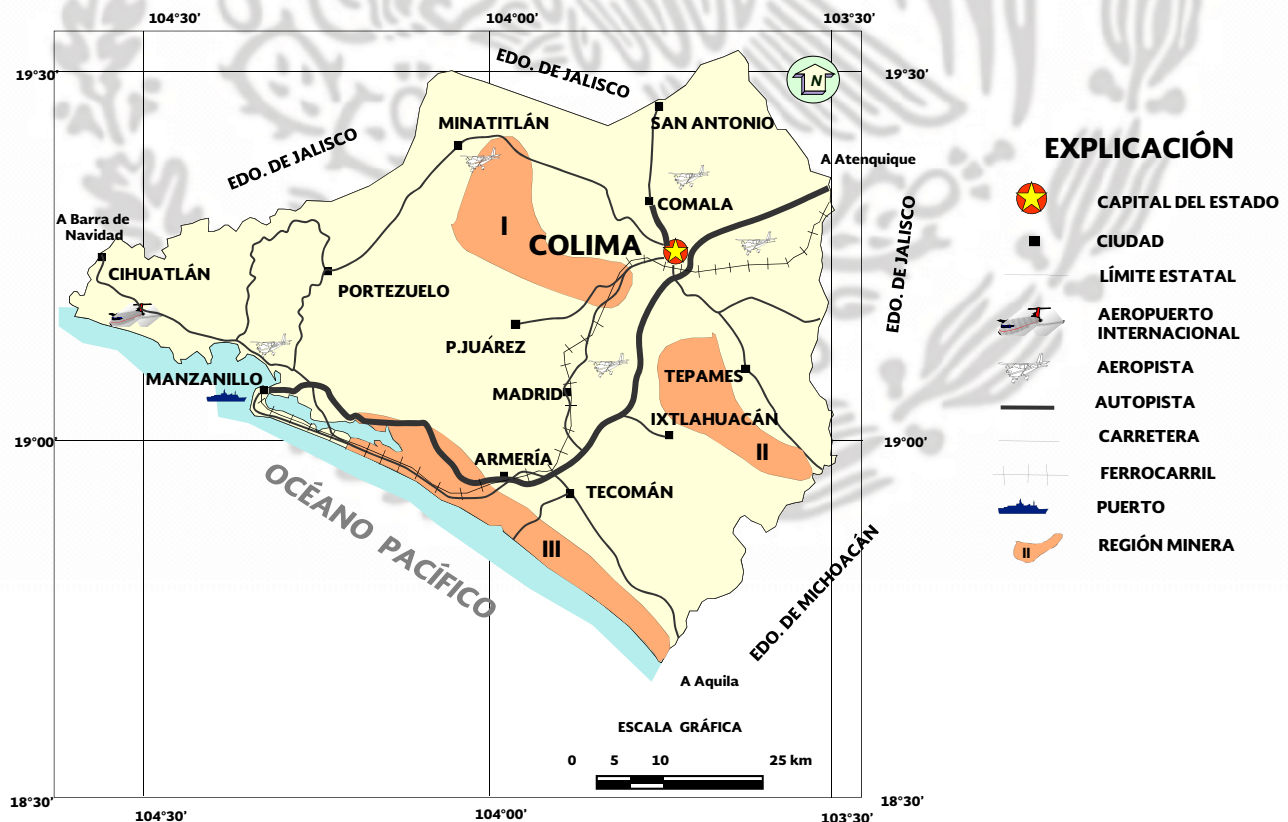 104°30'
104°00'
103°30'
19°30'
19°30'
EDO. DE JALISCO
N
MINATITLÁN
SAN ANTONIO
EDO. DE JALISCO
A Atenquique
A Barra de
Navidad
COMALA
I
COLIMA
EDO. DE JALISCO
CIHUATLÁN
PORTEZUELO
P.JUÁREZ
MANZANILLO
MADRID
TEPAMES
IXTLAHUACÁN
19°00'
19°00'
II
ARMERÍA
TECOMÁN
OCÉANO PACÍFICO
III
EDO. DE MICHOACÁN
A Aquila
ESCALA GRÁFICA
0 5 10 25 km
18°30'
18°30'
104°30'
104°00'
103°30'
EXPLICACIÓN
CAPITAL DEL ESTADO
CIUDAD
LÍMITE ESTATAL
AEROPUERTO
INTERNACIONAL
AEROPISTA
AUTOPISTA
CARRETERA
FERROCARRIL
PUERTO
II
REGIÓN MINERA